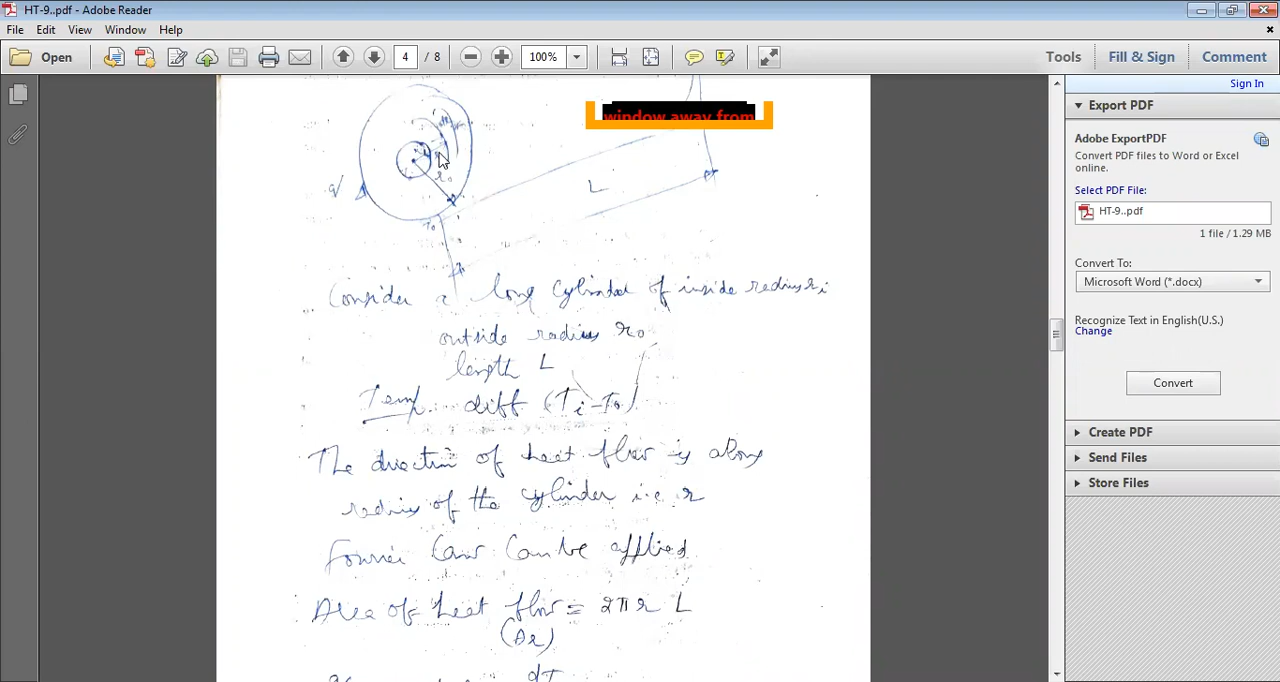 HT-9..pdf - Adobe Reader
File Edit View Window Help
Open 4 / 8 100% Tools Fill & Sign Comment
Sign In
Export PDF
Adobe ExportPDF
Convert PDF files to Word or Excel
online.
Select PDF File:
HT-9..pdf
1 file / 1.29 MB
Convert To:
Microsoft Word (*.docx)
Recognize Text in English(U.S.)
Change
Convert
Create PDF
Send Files
Store Files
window away from
q
ro
To
L
Consider a long cylinder of inside radius ri
outside radius ro
length L
Temp. diff (Ti-To)
The direction of heet flow is along
radius of the cylinder i.e r
Fourier Law can be applied
Area of heet flow = 2πr L
(Ar)
dT